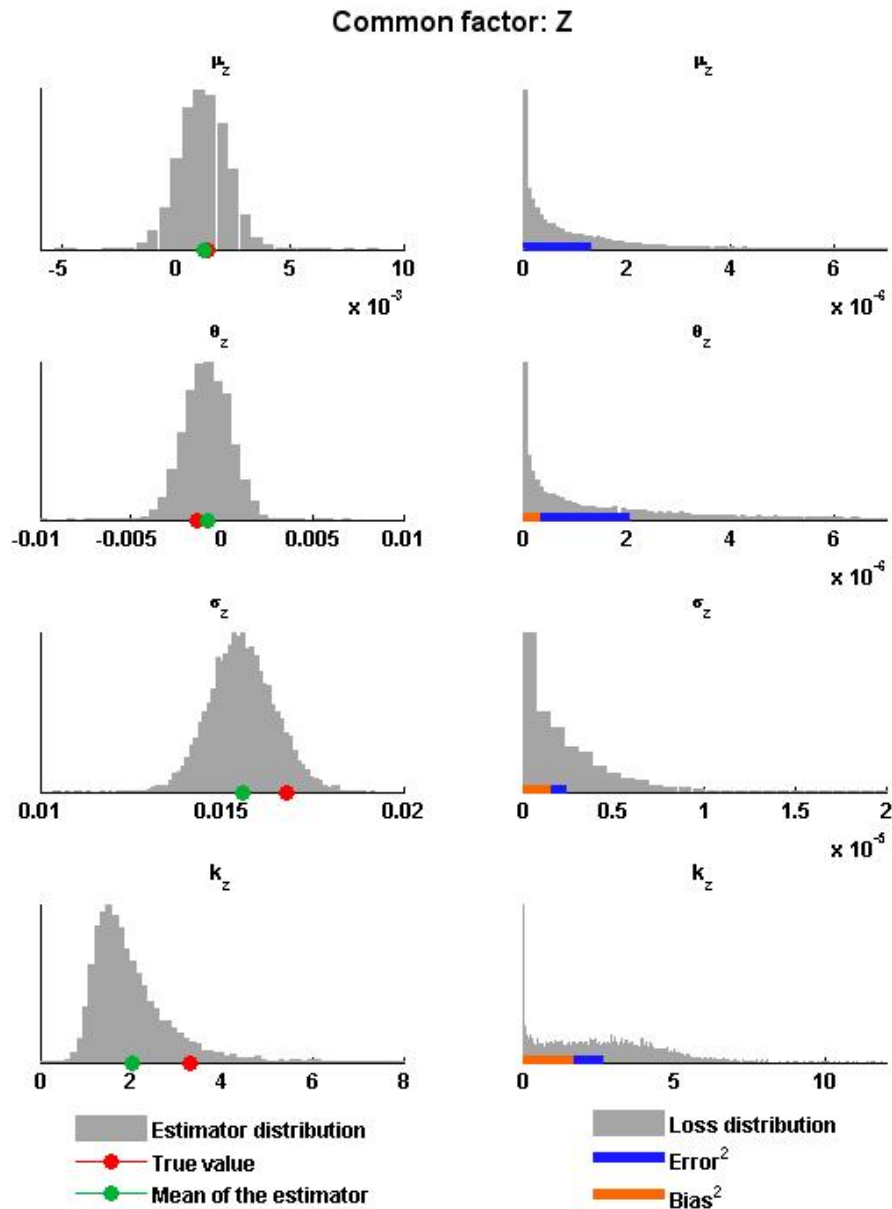 Common factor: Z
μz μz
-5 0 5 10 0 2 4 6
x 10^-3 x 10^-6
θz θz
-0.01 -0.005 0 0.005 0.01 0 2 4 6
x 10^-6
σz σz
0.01 0.015 0.02 0 0.5 1 1.5 2
x 10^-5
kz kz
0 2 4 6 8 0 5 10
Estimator distribution Loss distribution
True value Error²
Mean of the estimator Bias²